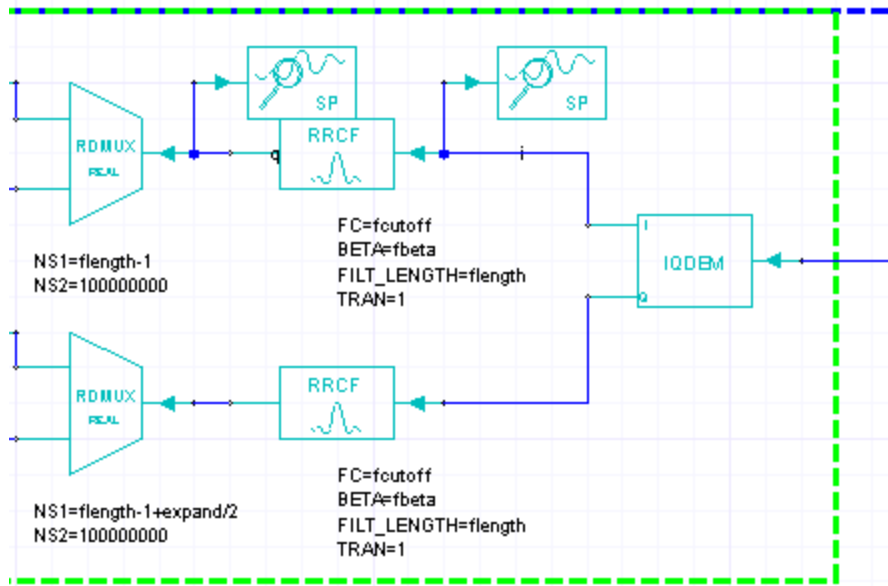 SP
SP
RDMUX
REAL
q
RRCF
i
FC=fcutoff
BETA=fbeta
FILT_LENGTH=flength
TRAN=1
I
IQDEM
Q
NS1=flength-1
NS2=100000000
RDMUX
REAL
RRCF
FC=fcutoff
BETA=fbeta
FILT_LENGTH=flength
TRAN=1
NS1=flength-1+expand/2
NS2=100000000